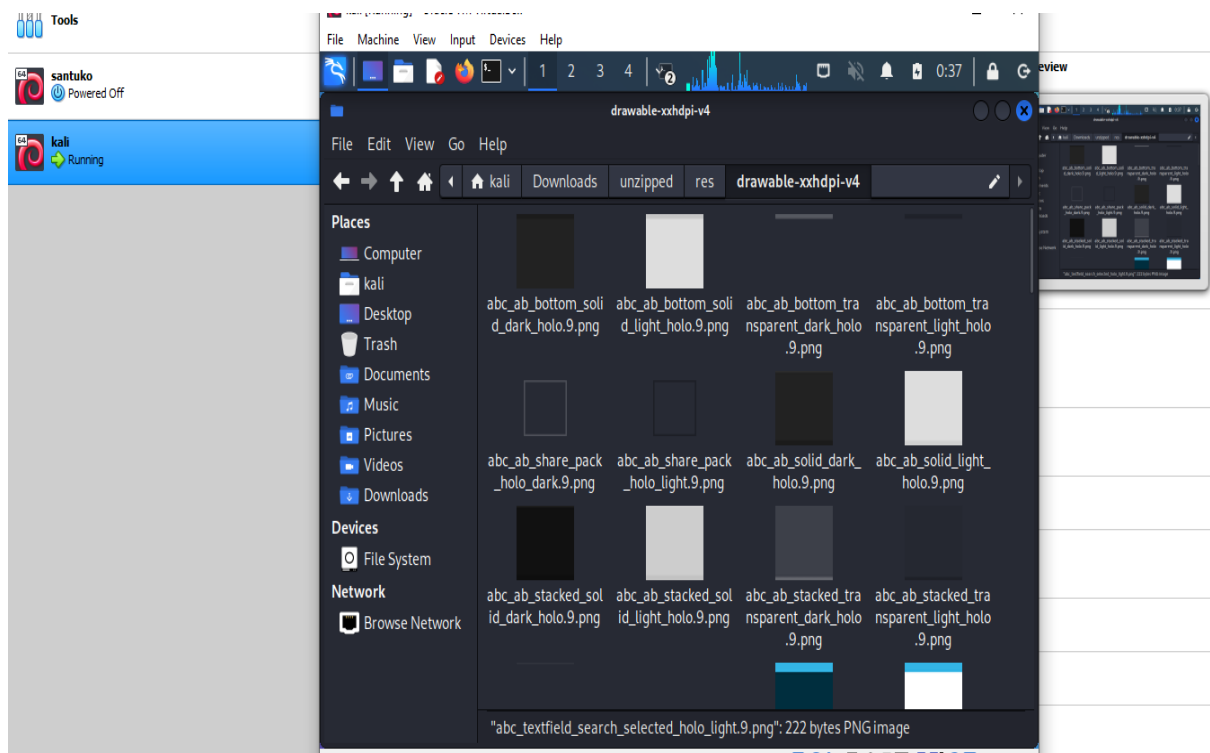 Tools
santuko
Powered Off
kali
Running
File Machine View Input Devices Help
1 2 3 4 0:37
drawable-xxhdpi-v4
File Edit View Go Help
kali Downloads unzipped res drawable-xxhdpi-v4
Places
Computer
kali
Desktop
Trash
Documents
Music
Pictures
Videos
Downloads
Devices
File System
Network
Browse Network
abc_ab_bottom_soli
d_dark_holo.9.png
abc_ab_bottom_soli
d_light_holo.9.png
abc_ab_bottom_tra
nsparent_dark_holo
.9.png
abc_ab_bottom_tra
nsparent_light_holo
.9.png
abc_ab_share_pack
_holo_dark.9.png
abc_ab_share_pack
_holo_light.9.png
abc_ab_solid_dark_
holo.9.png
abc_ab_solid_light_
holo.9.png
abc_ab_stacked_sol
id_dark_holo.9.png
abc_ab_stacked_sol
id_light_holo.9.png
abc_ab_stacked_tra
nsparent_dark_holo
.9.png
abc_ab_stacked_tra
nsparent_light_holo
.9.png
"abc_textfield_search_selected_holo_light.9.png": 222 bytes PNG image
eview